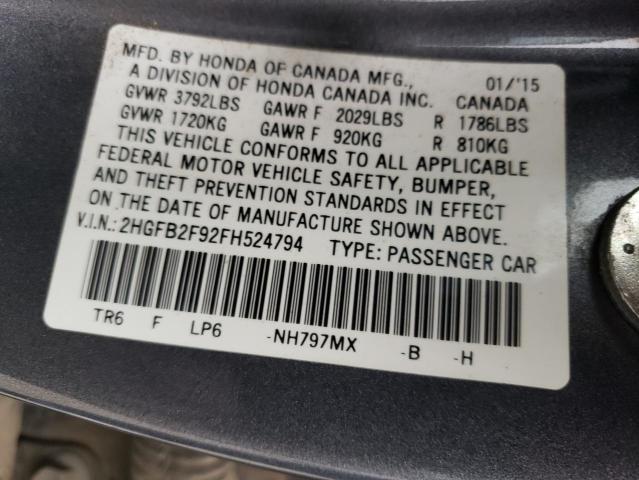 MFD. BY HONDA OF CANADA MFG., 01/'15
A DIVISION OF HONDA CANADA INC. CANADA
GVWR 3792LBS GAWR F 2029LBS R 1786LBS
GVWR 1720KG GAWR F 920KG R 810KG
THIS VEHICLE CONFORMS TO ALL APPLICABLE
FEDERAL MOTOR VEHICLE SAFETY, BUMPER,
AND THEFT PREVENTION STANDARDS IN EFFECT
ON THE DATE OF MANUFACTURE SHOWN ABOVE.
V.I.N.: 2HGFB2F92FH524794 TYPE: PASSENGER CAR
TR6 F LP6 -NH797MX -B -H